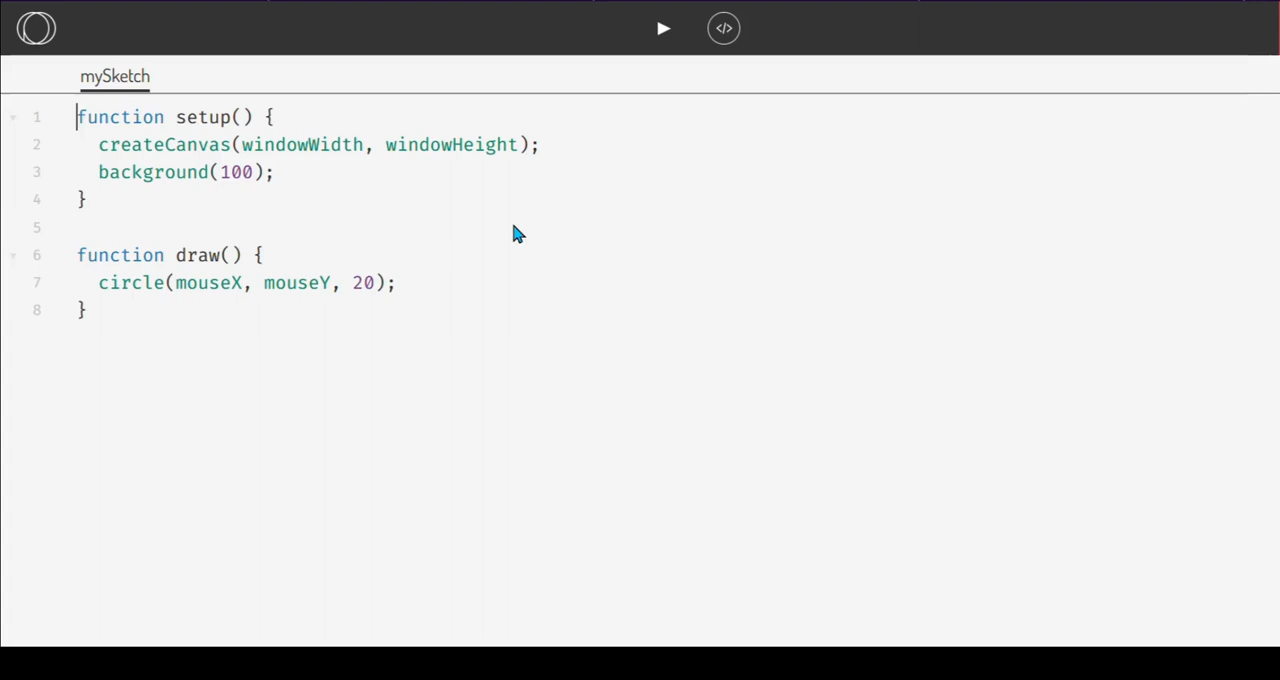 </>
mySketch
1 function setup() {
2 createCanvas(windowWidth, windowHeight);
3 background(100);
4 }
5
6 function draw() {
7 circle(mouseX, mouseY, 20);
8 }